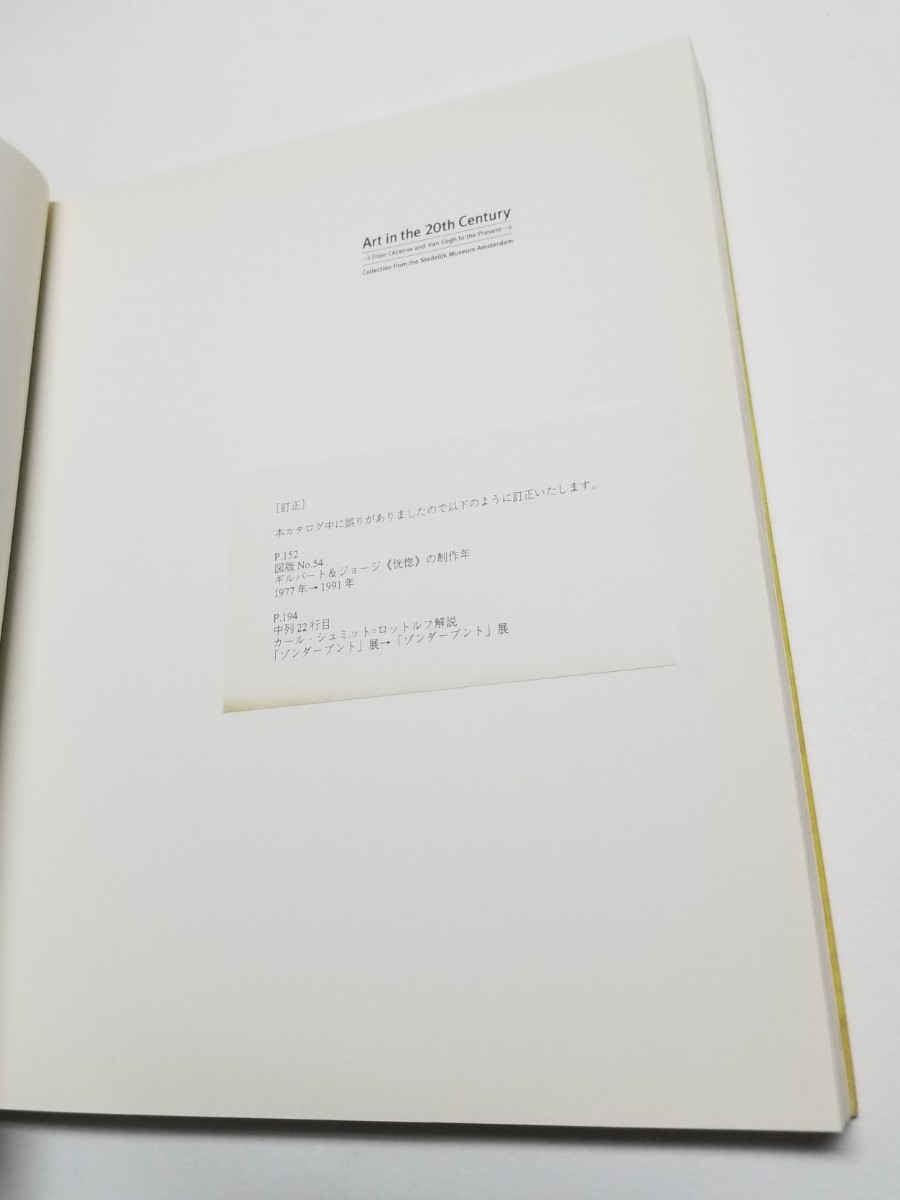 Art in the 20th Century
→ From Cézanne and Van Gogh to the Present →
Collection from the Stedelijk Museum Amsterdam
［訂正］
本カタログ中に誤りがありましたので以下のように訂正いたします。
P.152
図版 No.54
ギルバート＆ジョージ《恍惚》の制作年
1977年→1991年
P.194
中列22行目
カール・シュミット=ロットルフ解説
「ゾンダーブント」展→「ゾンダーブント」展